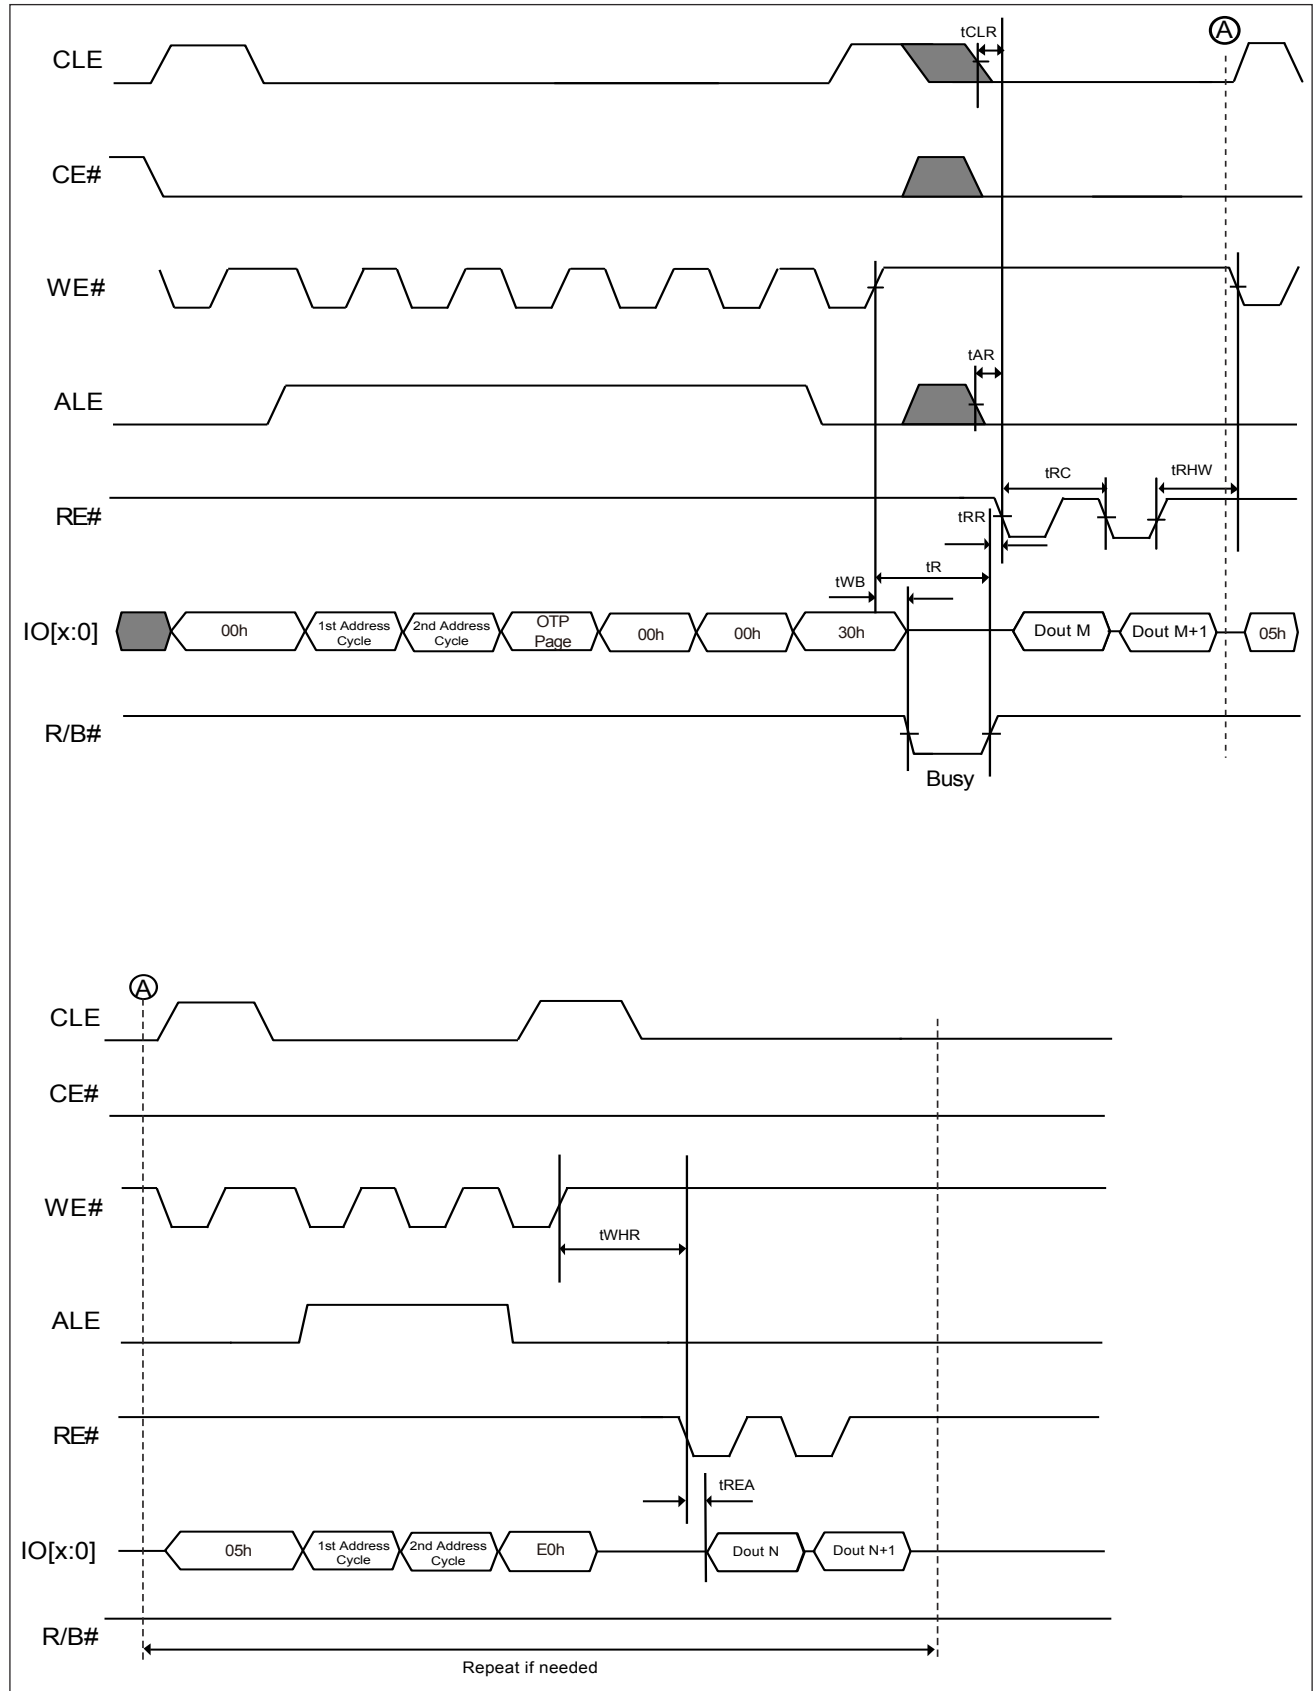 A
tCLR
CLE
CE#
WE#
tAR
ALE
tRC
tRHW
RE#
tRR
tR
tWB
IO[x:0]
00h
1st Address
Cycle
2nd Address
Cycle
OTP
Page
00h
00h
30h
Dout M
Dout M+1
05h
R/B#
Busy
A
CLE
CE#
WE#
tWHR
ALE
RE#
tREA
IO[x:0]
05h
1st Address
Cycle
2nd Address
Cycle
E0h
Dout N
Dout N+1
R/B#
Repeat if needed